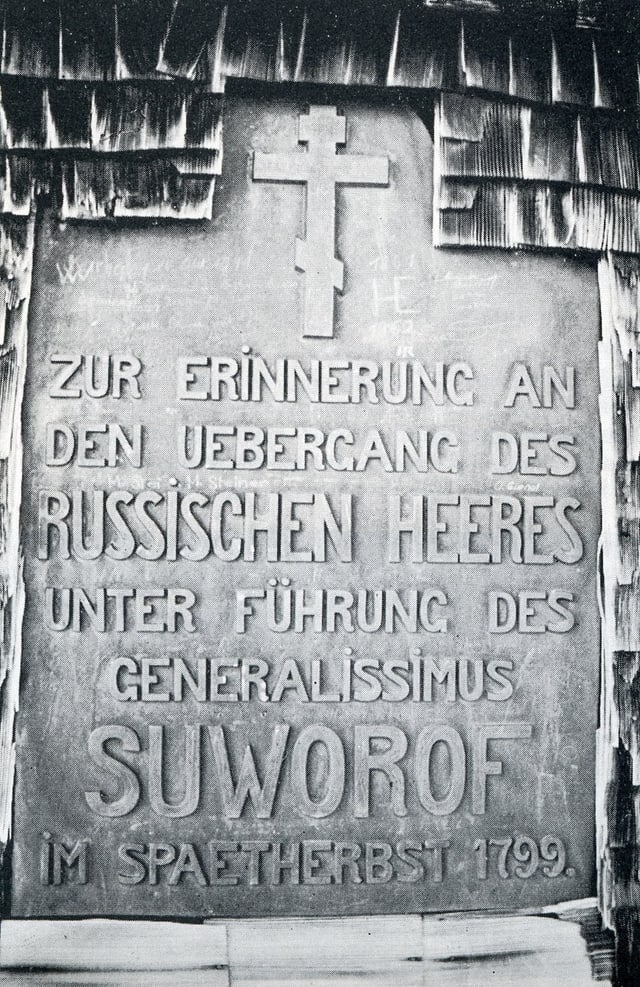 ZUR ERiNNERUNG AN
DEN UEBERGANG DES
RUSSiSCHEN HEERES
UNTER FÜHRUNG DES
GENERALiSSiMUS
SUWOROF
iM SPAETHERBST 1799.